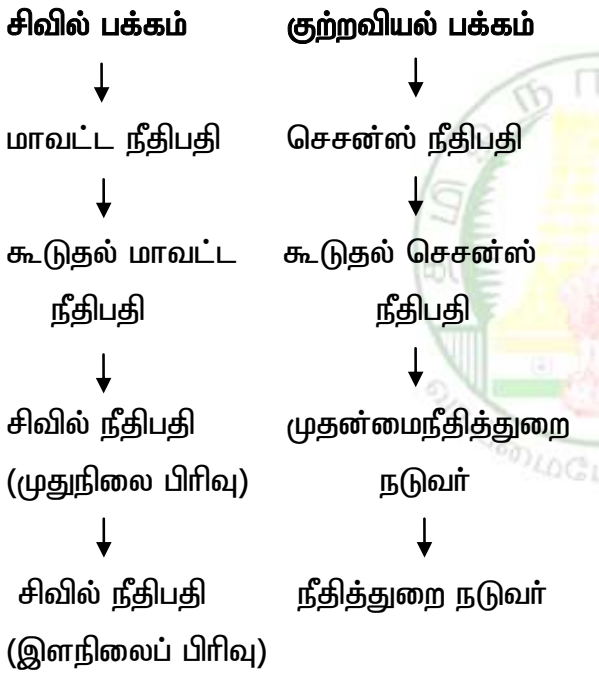 சிவில் பக்கம் குற்றவியல் பக்கம்
மாவட்ட நீதிபதி செசன்ஸ் நீதிபதி
கூடுதல் மாவட்ட கூடுதல் செசன்ஸ்
நீதிபதி நீதிபதி
சிவில் நீதிபதி முதன்மைநீதித்துறை
(முதுநிலை பிரிவு) நடுவர்
சிவில் நீதிபதி நீதித்துறை நடுவர்
(இளநிலைப் பிரிவு)